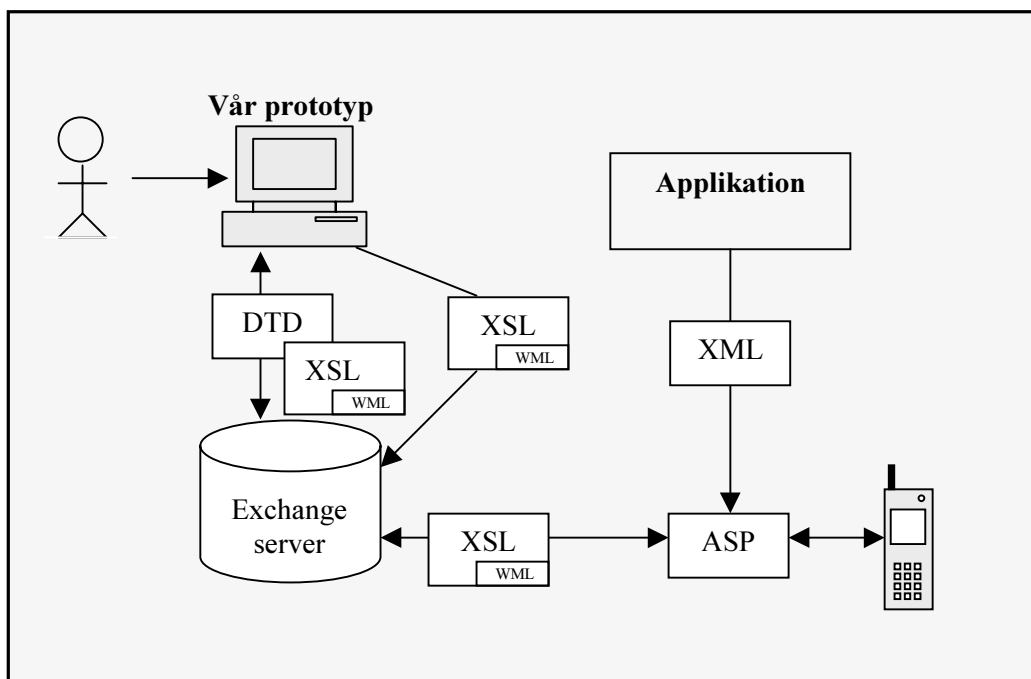 Vår prototyp
Applikation
DTD
XSL
WML
XSL
WML
XML
Exchange
server
XSL
WML
ASP